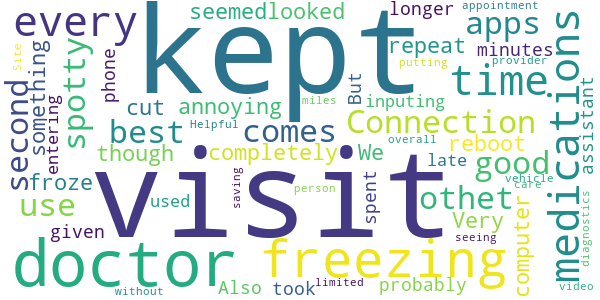 appointment
every
seemed
looked
longer
apps
kept
medications
Site
something
spotty
phone
repeat
minutes
putting
provider
time
second
entering
cut
annoying
miles
But
inputing
assistant
best
Helpful
comes
Connection
overall
reboot
though
completely
We
late
good
froze
visit
vehicle
care
use
used
saving
person
spent
othet
computer
given
Very
seeing
doctor
freezing
diagnostics
without
Also
took
limited
probably
video